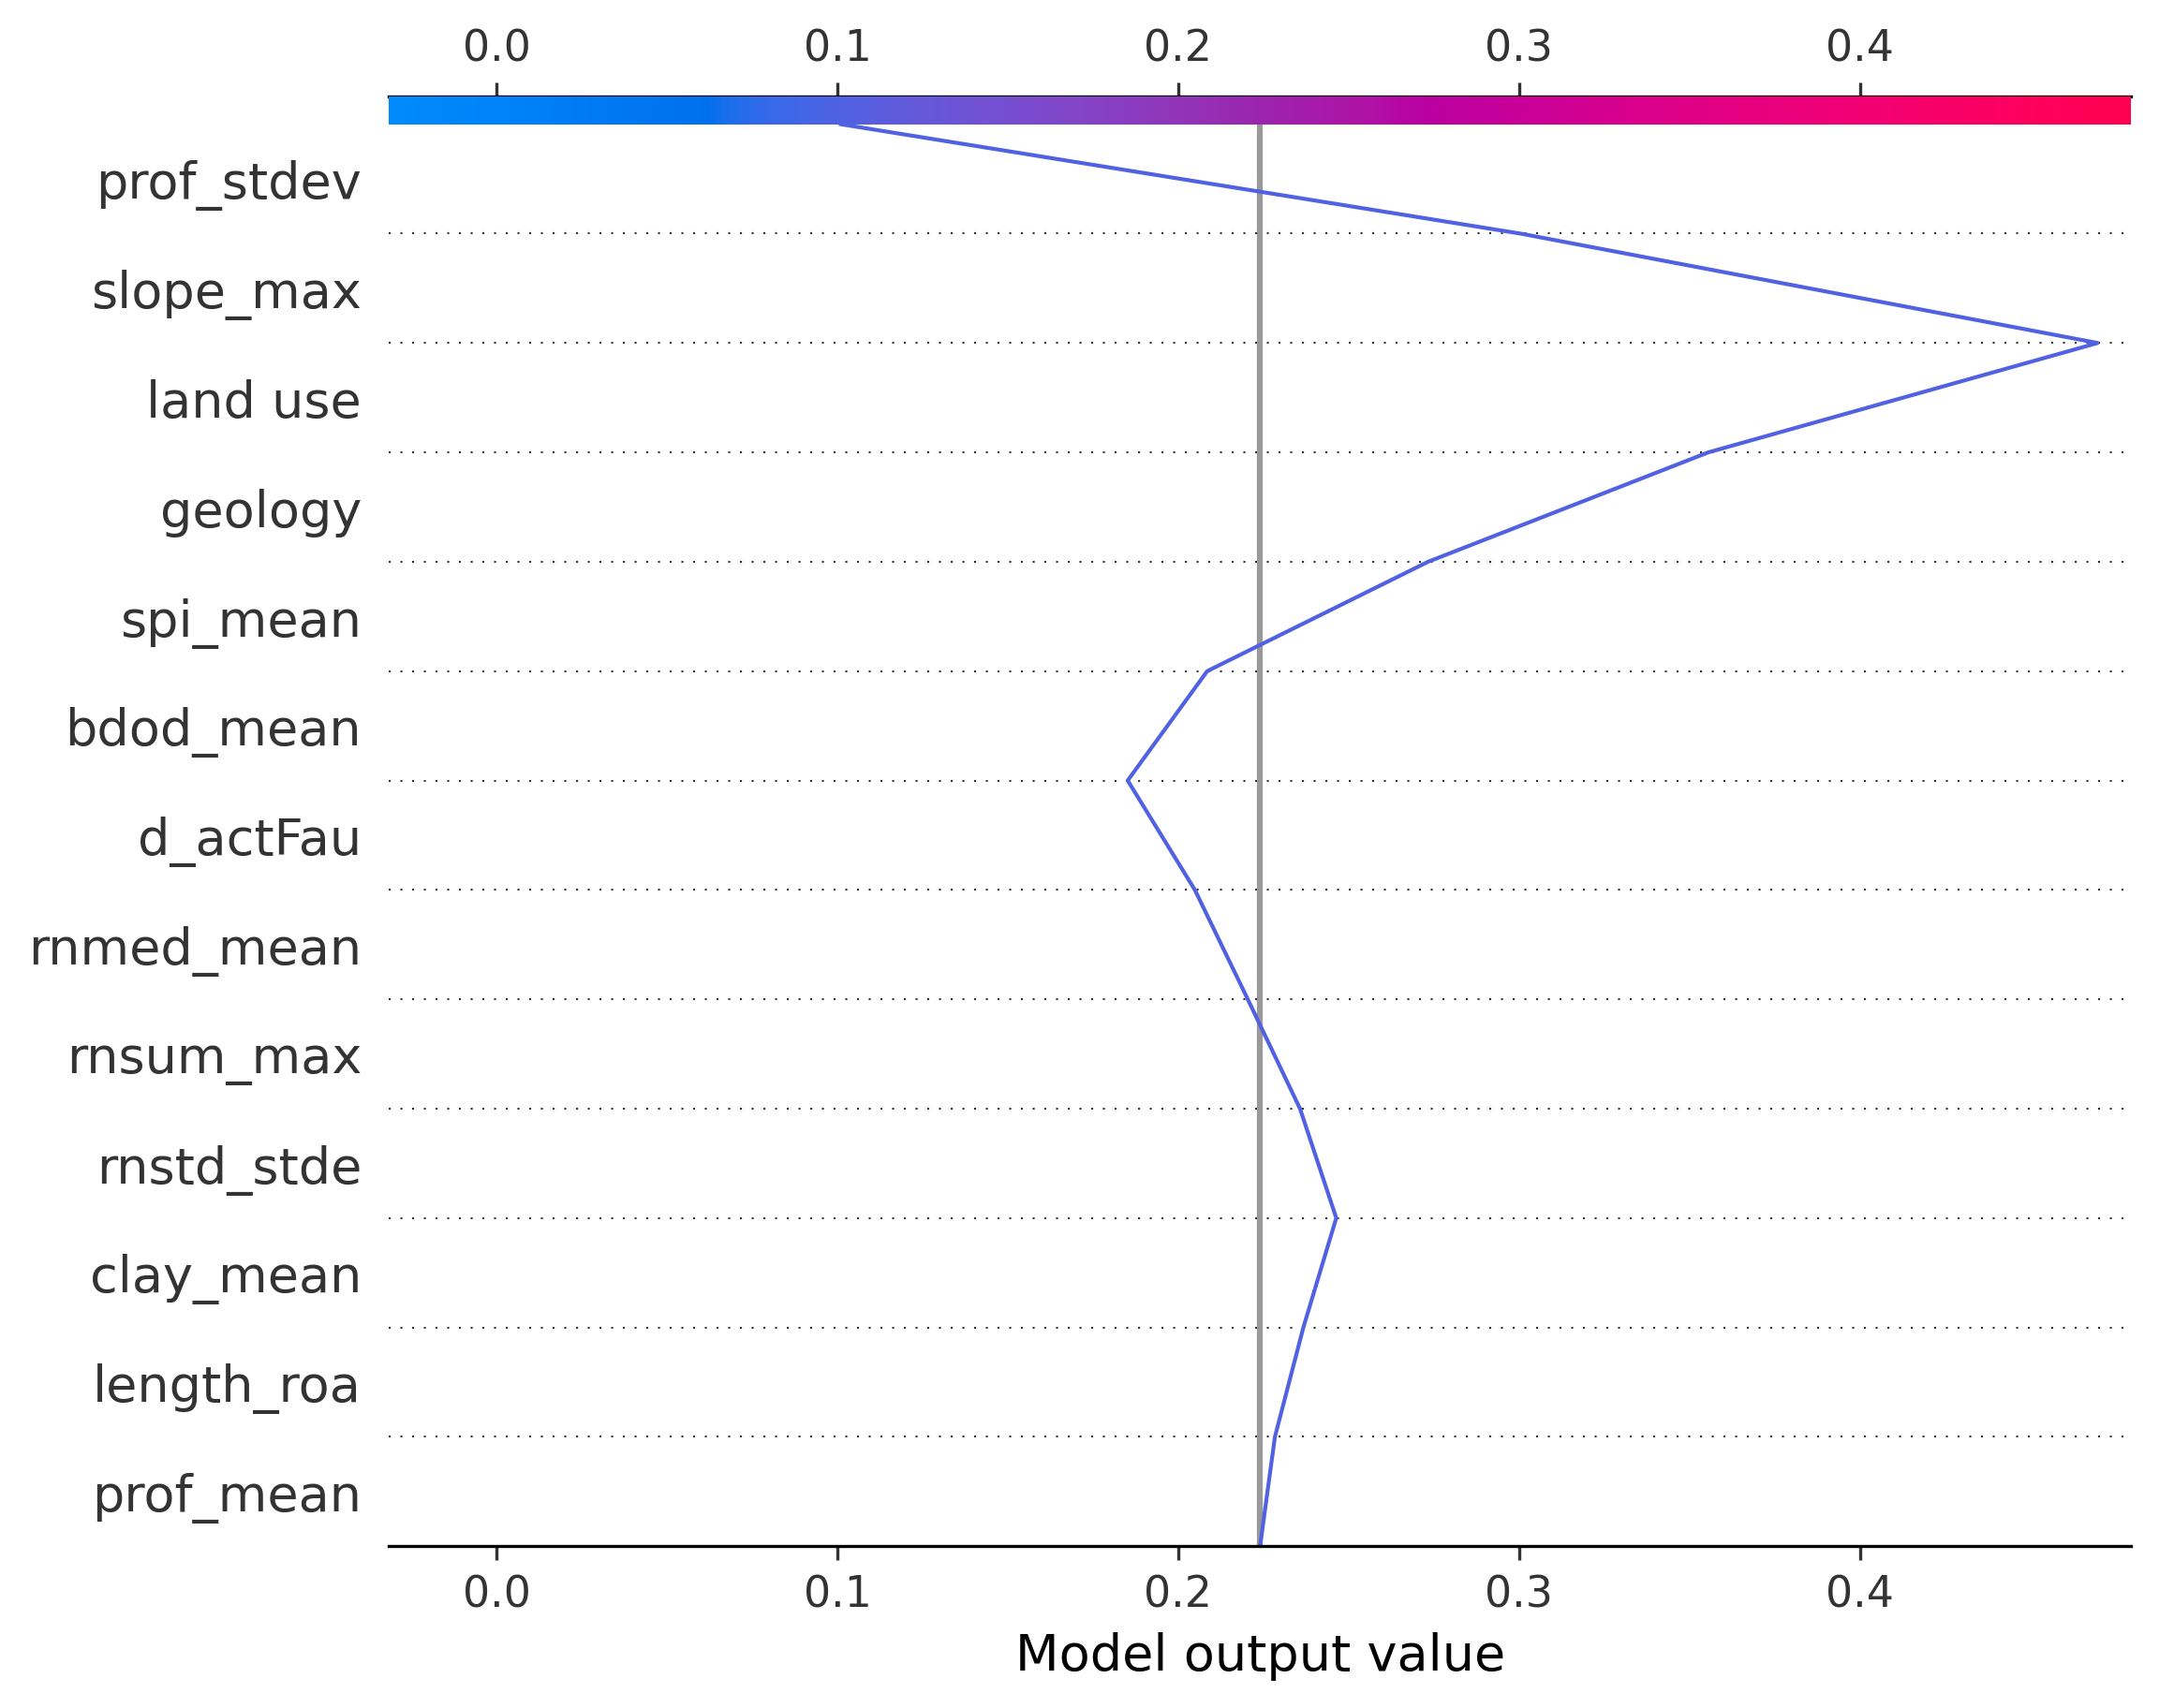 0.0 0.1 0.2 0.3 0.4
prof_stdev
slope_max
land use
geology
spi_mean
bdod_mean
d_actFau
rnmed_mean
rnsum_max
rnstd_stde
clay_mean
length_roa
prof_mean
0.0 0.1 0.2 0.3 0.4
Model output value